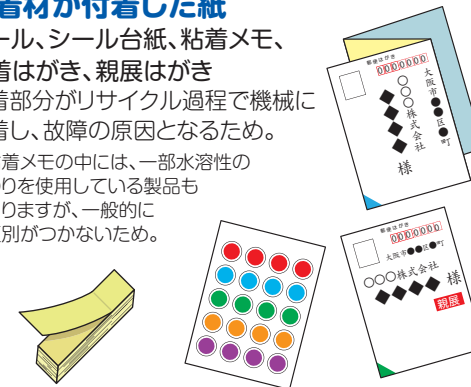 着材が付着した紙
ール、シール台紙、粘着メモ、
着はがき、親展はがき
着部分がリサイクル過程で機械に
着し、故障の原因となるため。
着メモの中には、一部水溶性の
のりを使用している製品も
りますが、一般的に
別がつかないため。
郵便はがき
0000000
大阪市●●区●町
○○○株式会社
◆◆◆◆ 様
郵便はがき
0000000
大阪市●●区●町
○○○株式会社
◆◆◆◆ 様
親展